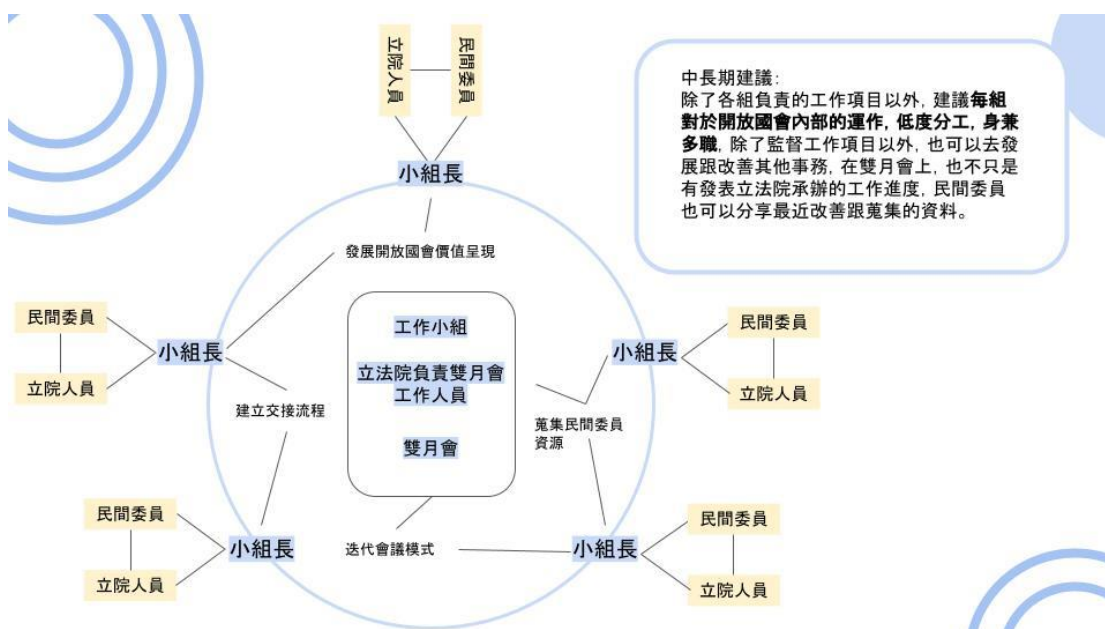 立院人員
民間委員
小組長
中長期建議：
除了各組負責的工作項目以外，建議每組
對於開放國會內部的運作，低度分工，身兼
多職，除了監督工作項目以外，也可以去發
展跟改善其他事務，在雙月會上，也不只是
有發表立法院承辦的工作進度，民間委員
也可以分享最近改善跟蒐集的資料。
發展開放國會價值呈現
民間委員
立院人員
小組長
工作小組
立法院負責雙月會
工作人員
雙月會
小組長
民間委員
立院人員
建立交接流程
蒐集民間委員
資源
民間委員
立院人員
小組長
迭代會議模式
小組長
民間委員
立院人員